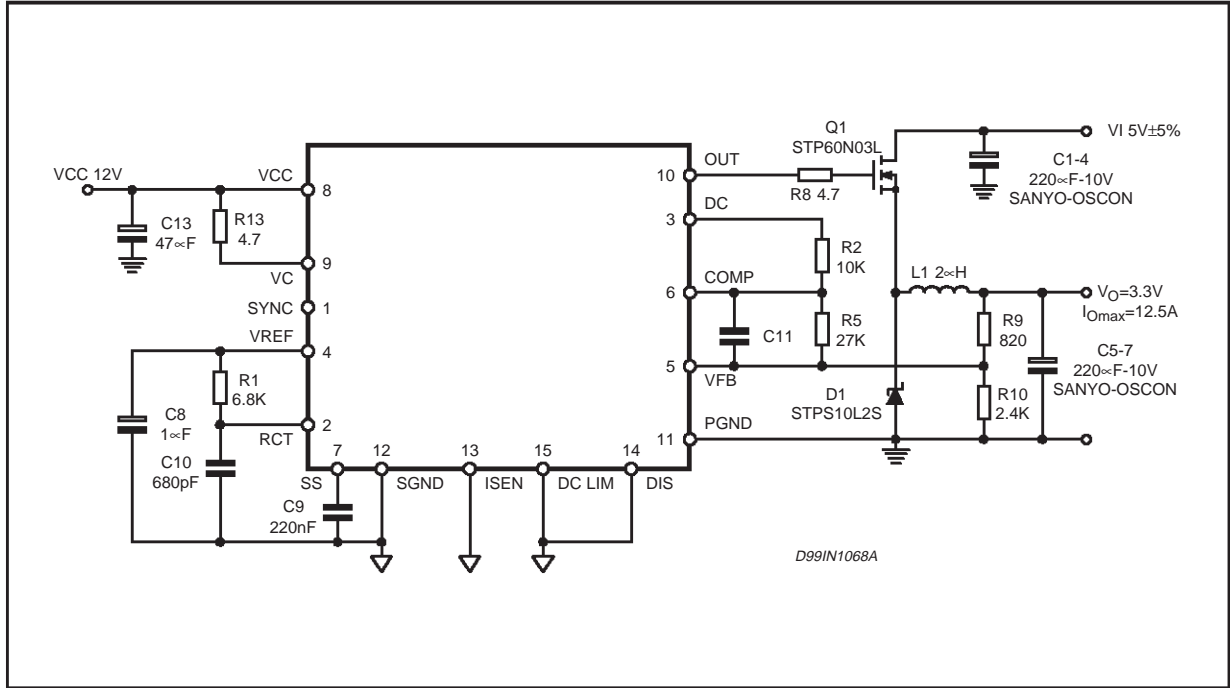 Q1
STP60N03L
VI 5V±5%
OUT
10
R8 4.7
C1-4
220∝F-10V
SANYO-OSCON
VCC 12V
VCC
8
DC
3
C13
47∝F
R13
4.7
R2
10K
VC
9
COMP
6
L1 2∝H
VO=3.3V
IOmax=12.5A
SYNC
1
C11
R5
27K
R9
820
VREF
4
5
VFB
C5-7
220∝F-10V
SANYO-OSCON
R1
6.8K
D1
STPS10L2S
R10
2.4K
C8
1∝F
RCT
2
PGND
11
C10
680pF
7
12
13
15
14
SS
SGND
ISEN
DC LIM
DIS
C9
220nF
D99IN1068A